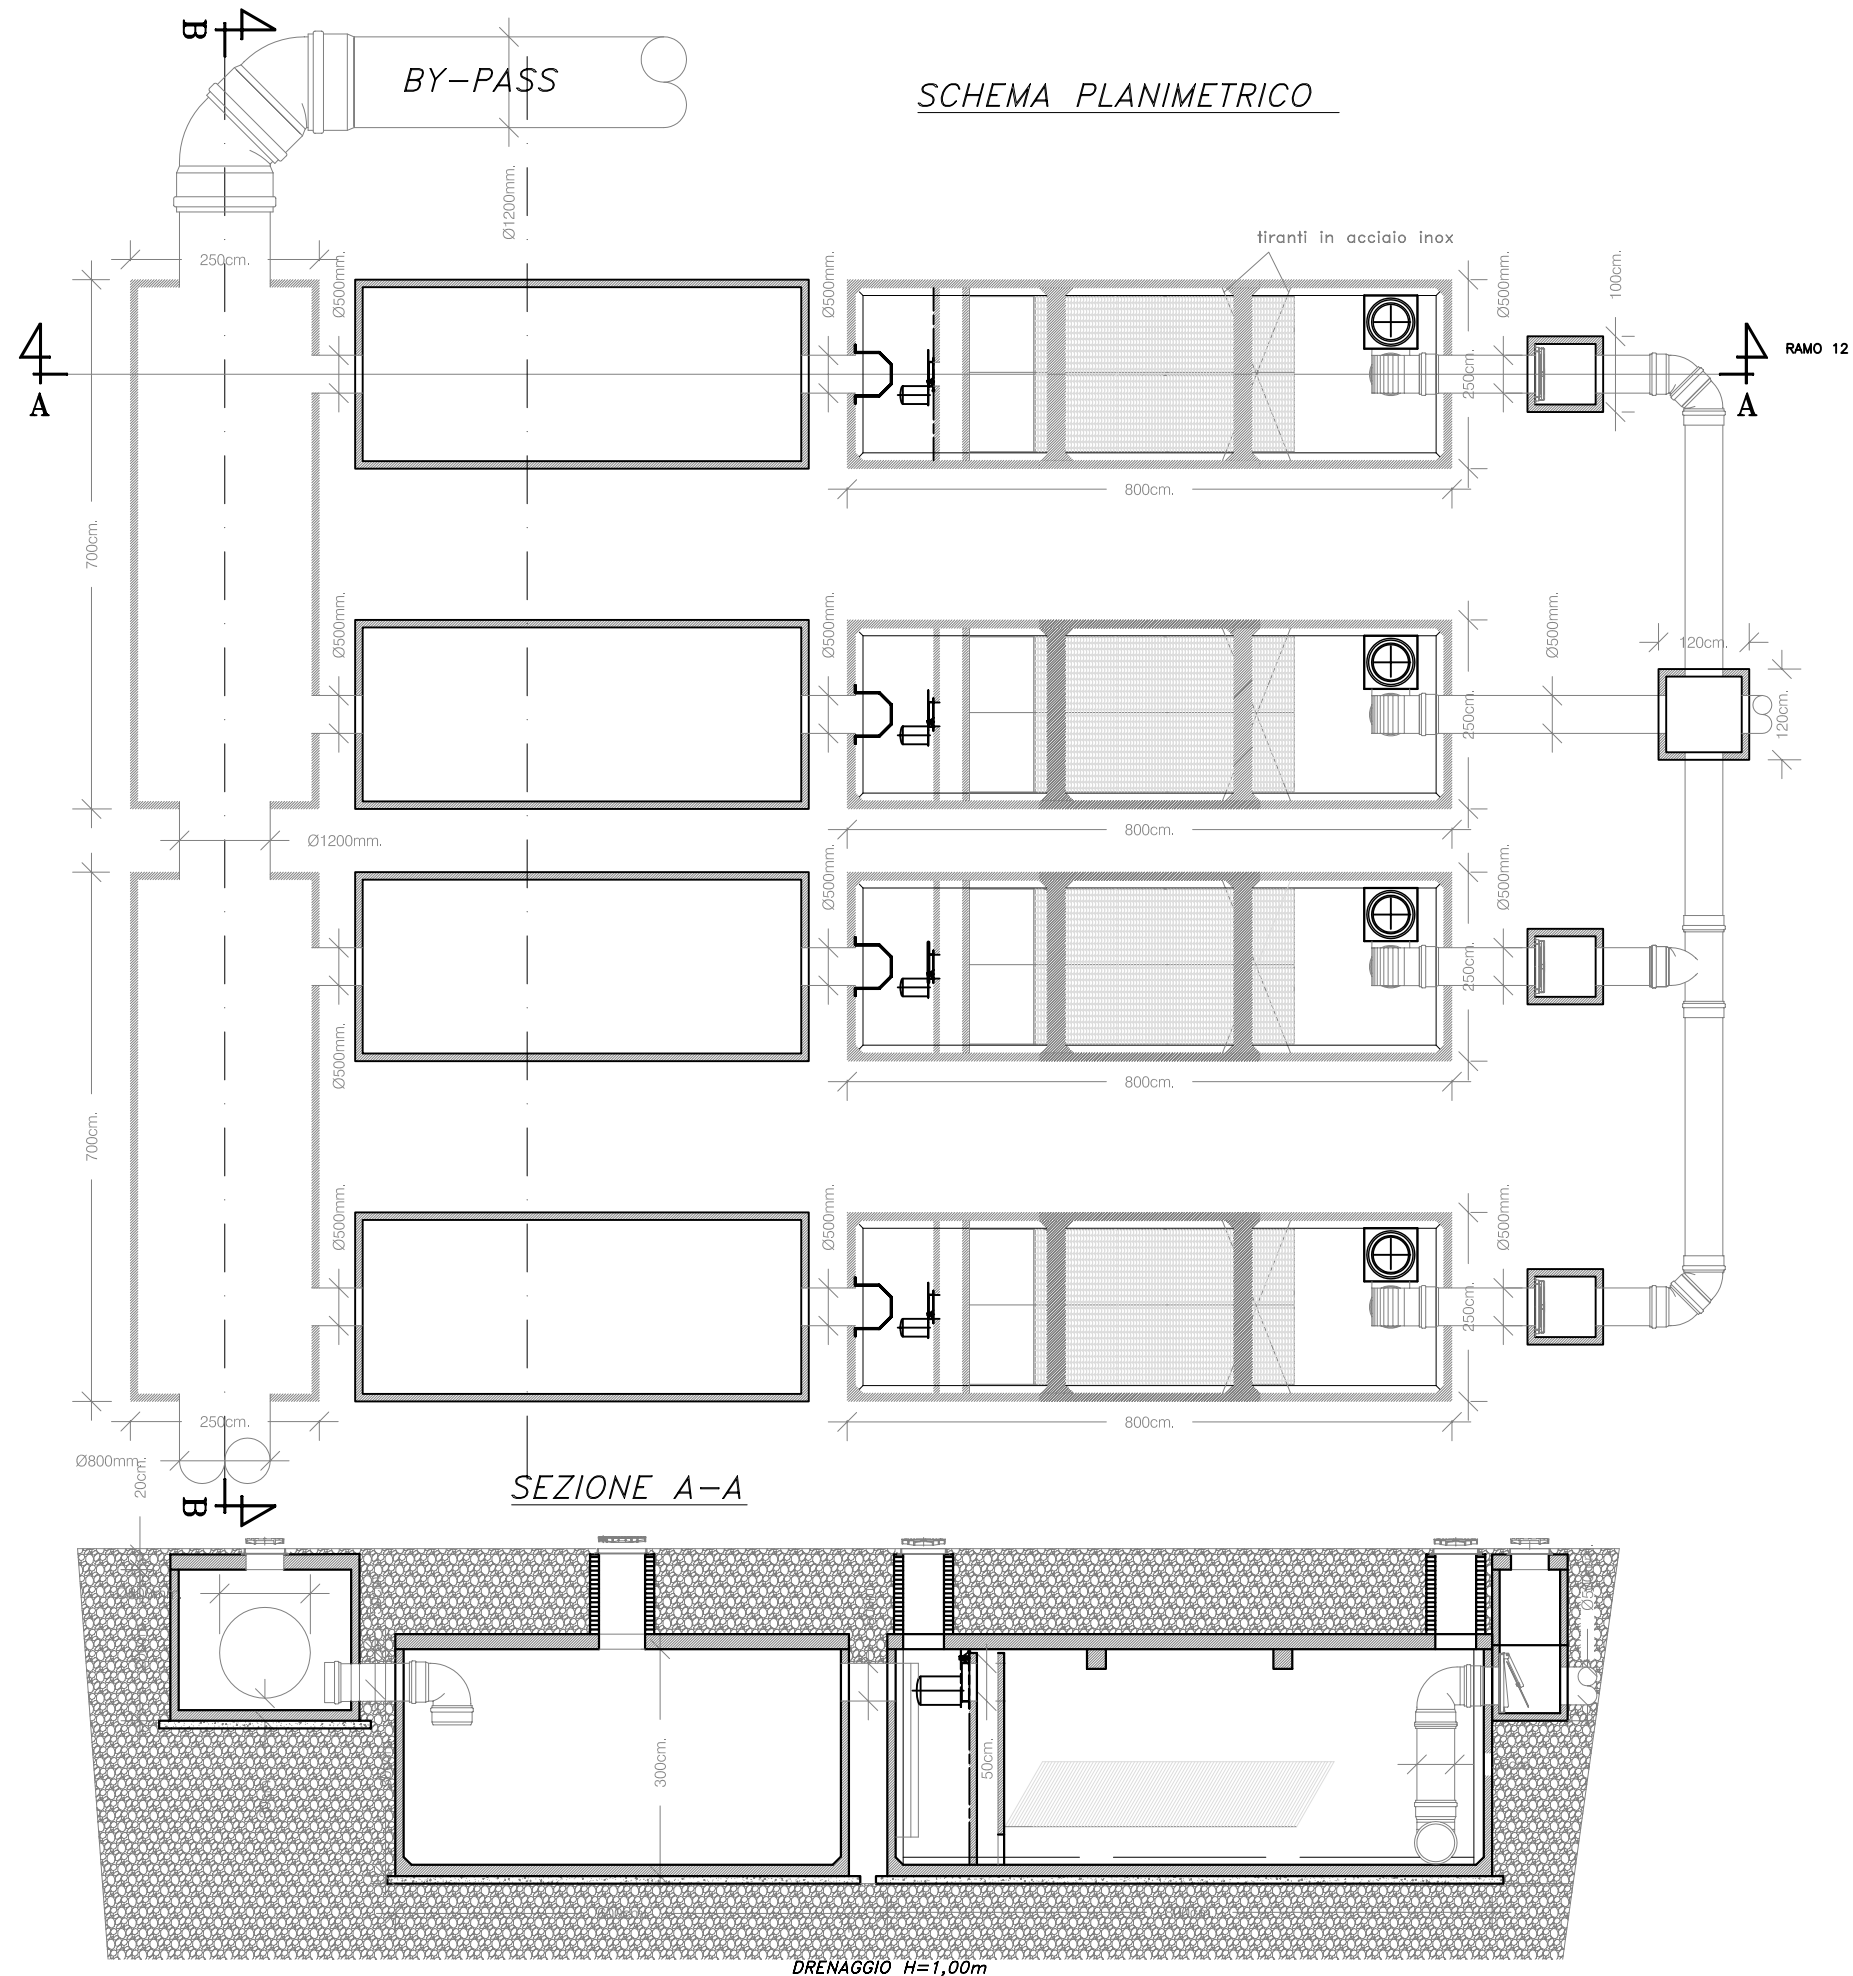 B
BY-PASS
SCHEMA PLANIMETRICO
Ø1200mm.
tiranti in acciaio inox
250cm.
Ø500mm.
Ø500mm.
Ø500mm.
100cm.
A
250cm.
A
RAMO 12
800cm.
700cm.
Ø500mm.
Ø500mm.
Ø500mm.
120cm.
250cm.
120cm.
Ø1200mm.
800cm.
Ø500mm.
Ø500mm.
250cm.
Ø500mm.
800cm.
700cm.
Ø500mm.
Ø500mm.
Ø500mm.
250cm.
250cm.
800cm.
Ø800mm.
20cm.
B
SEZIONE A-A
300cm.
50cm.
DRENAGGIO H=1,00m